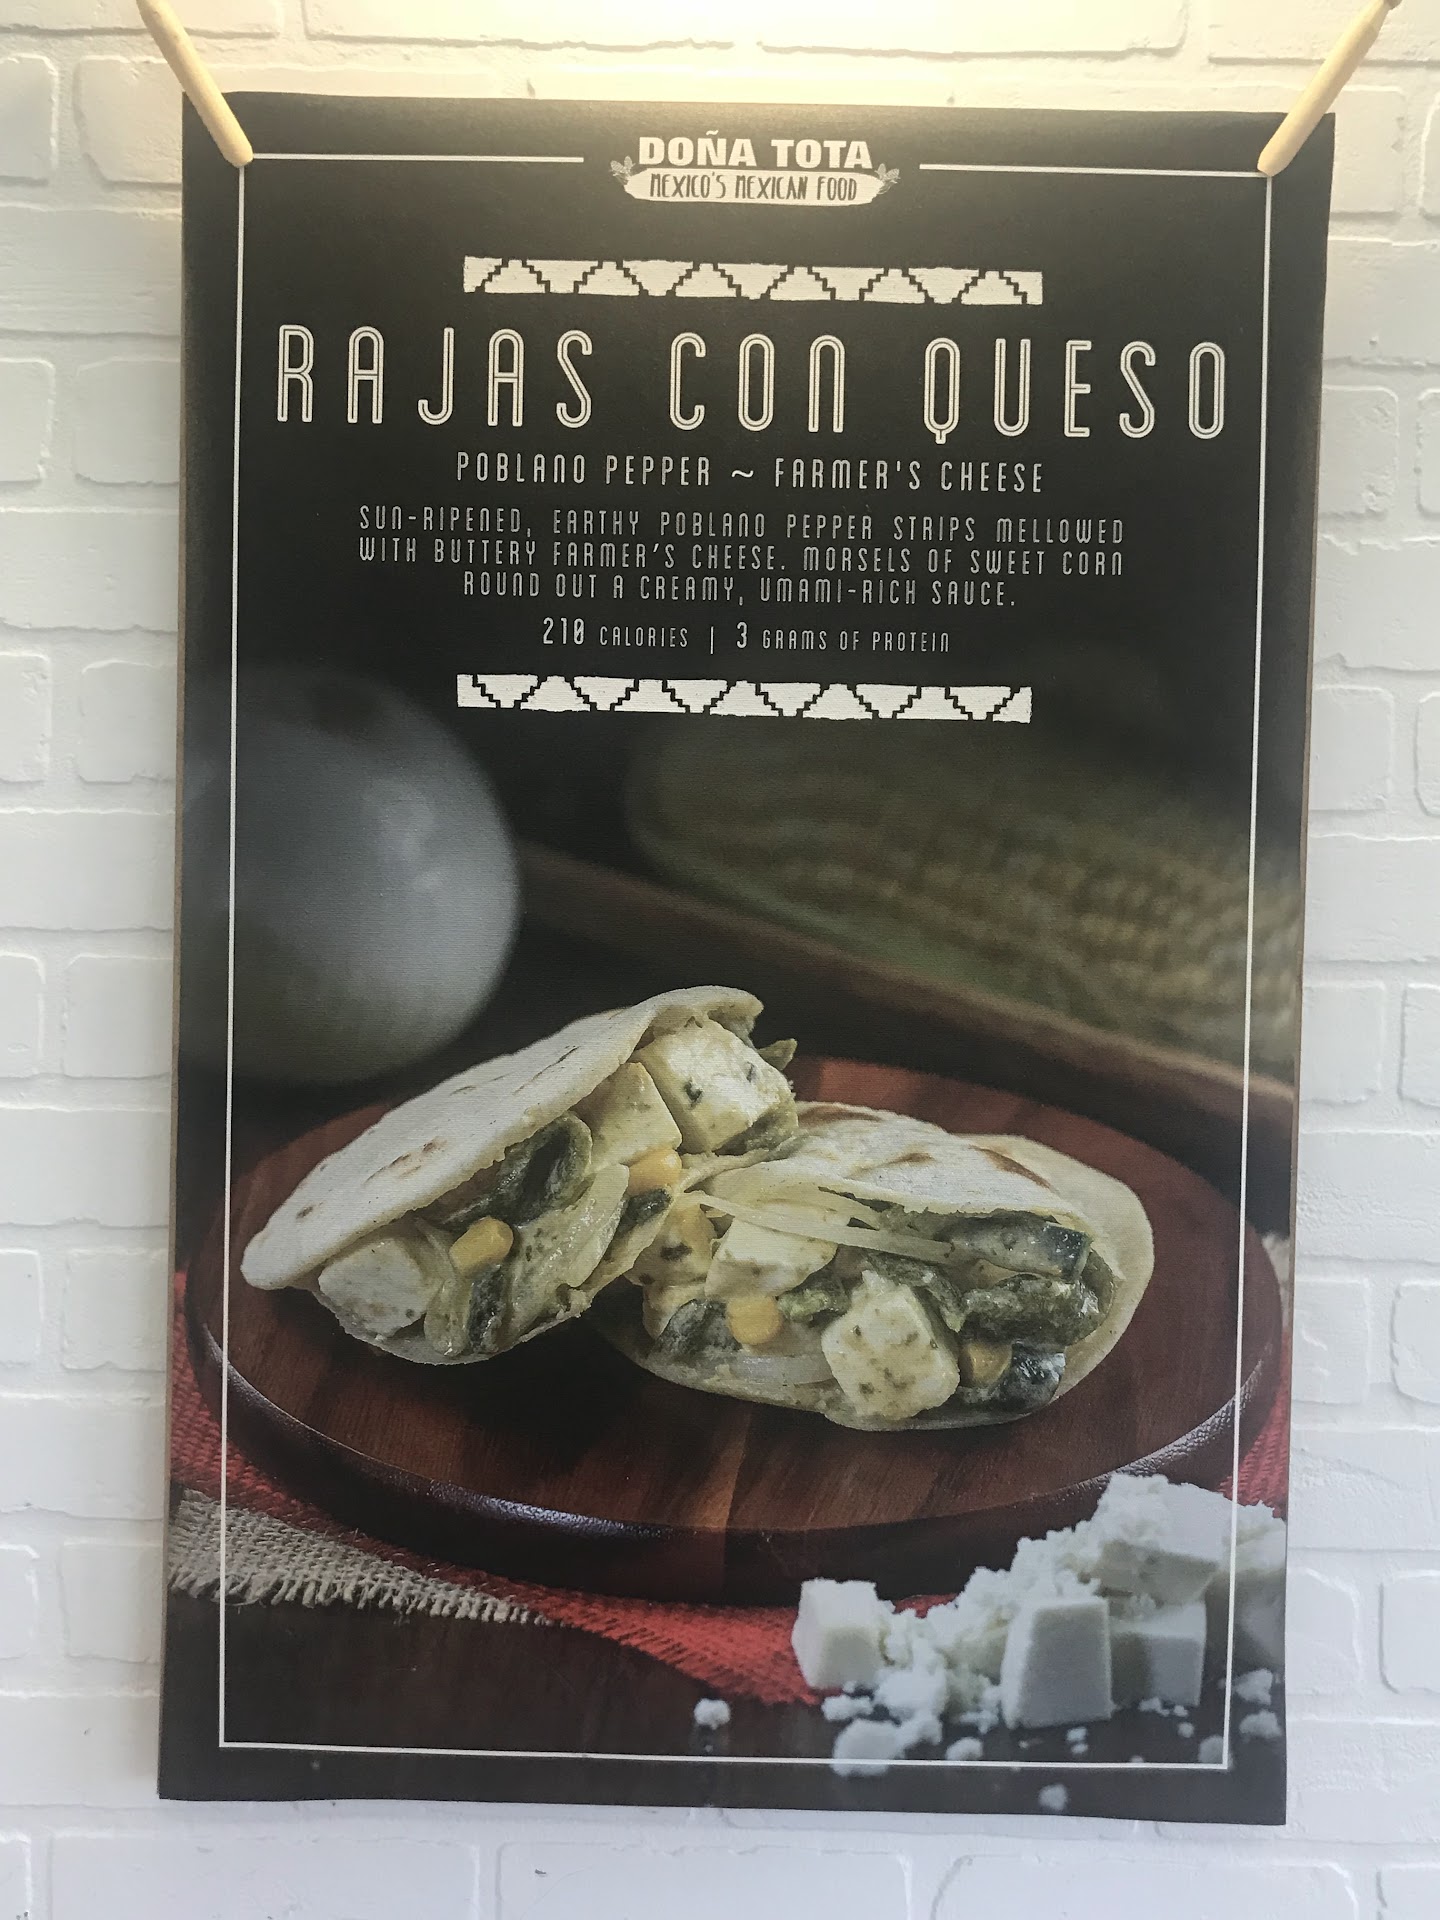 DOÑA TOTA
MEXICO'S MEXICAN FOOD
RAJAS CON QUESO
POBLANO PEPPER ~ FARMER'S CHEESE
SUN-RIPENED, EARTHY POBLANO PEPPER STRIPS MELLOWED
WITH BUTTERY FARMER'S CHEESE. MORSELS OF SWEET CORN
ROUND OUT A CREAMY, UMAMI-RICH SAUCE.
210 CALORIES | 3 GRAMS OF PROTEIN